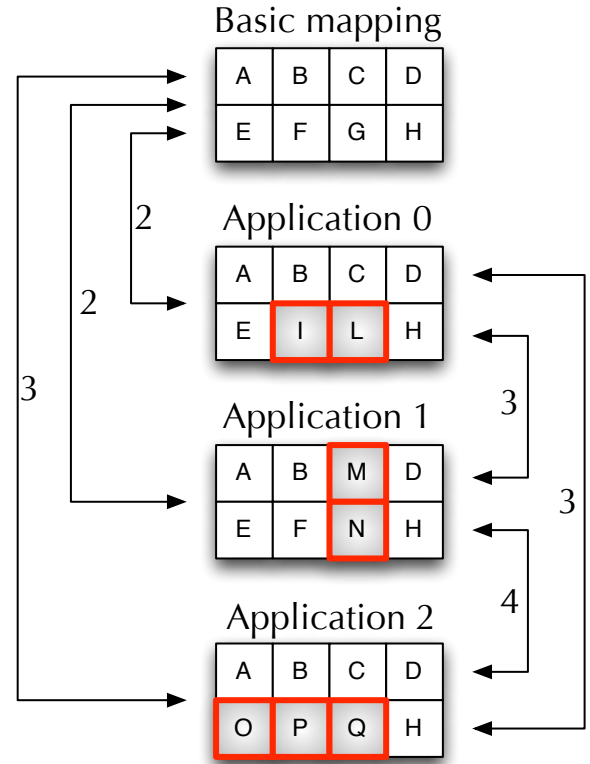 Basic mapping
A B C D
E F G H
2
Application 0
A B C D
E I L H
2
3
3
Application 1
A B M D
E F N H
3
4
Application 2
A B C D
O P Q H